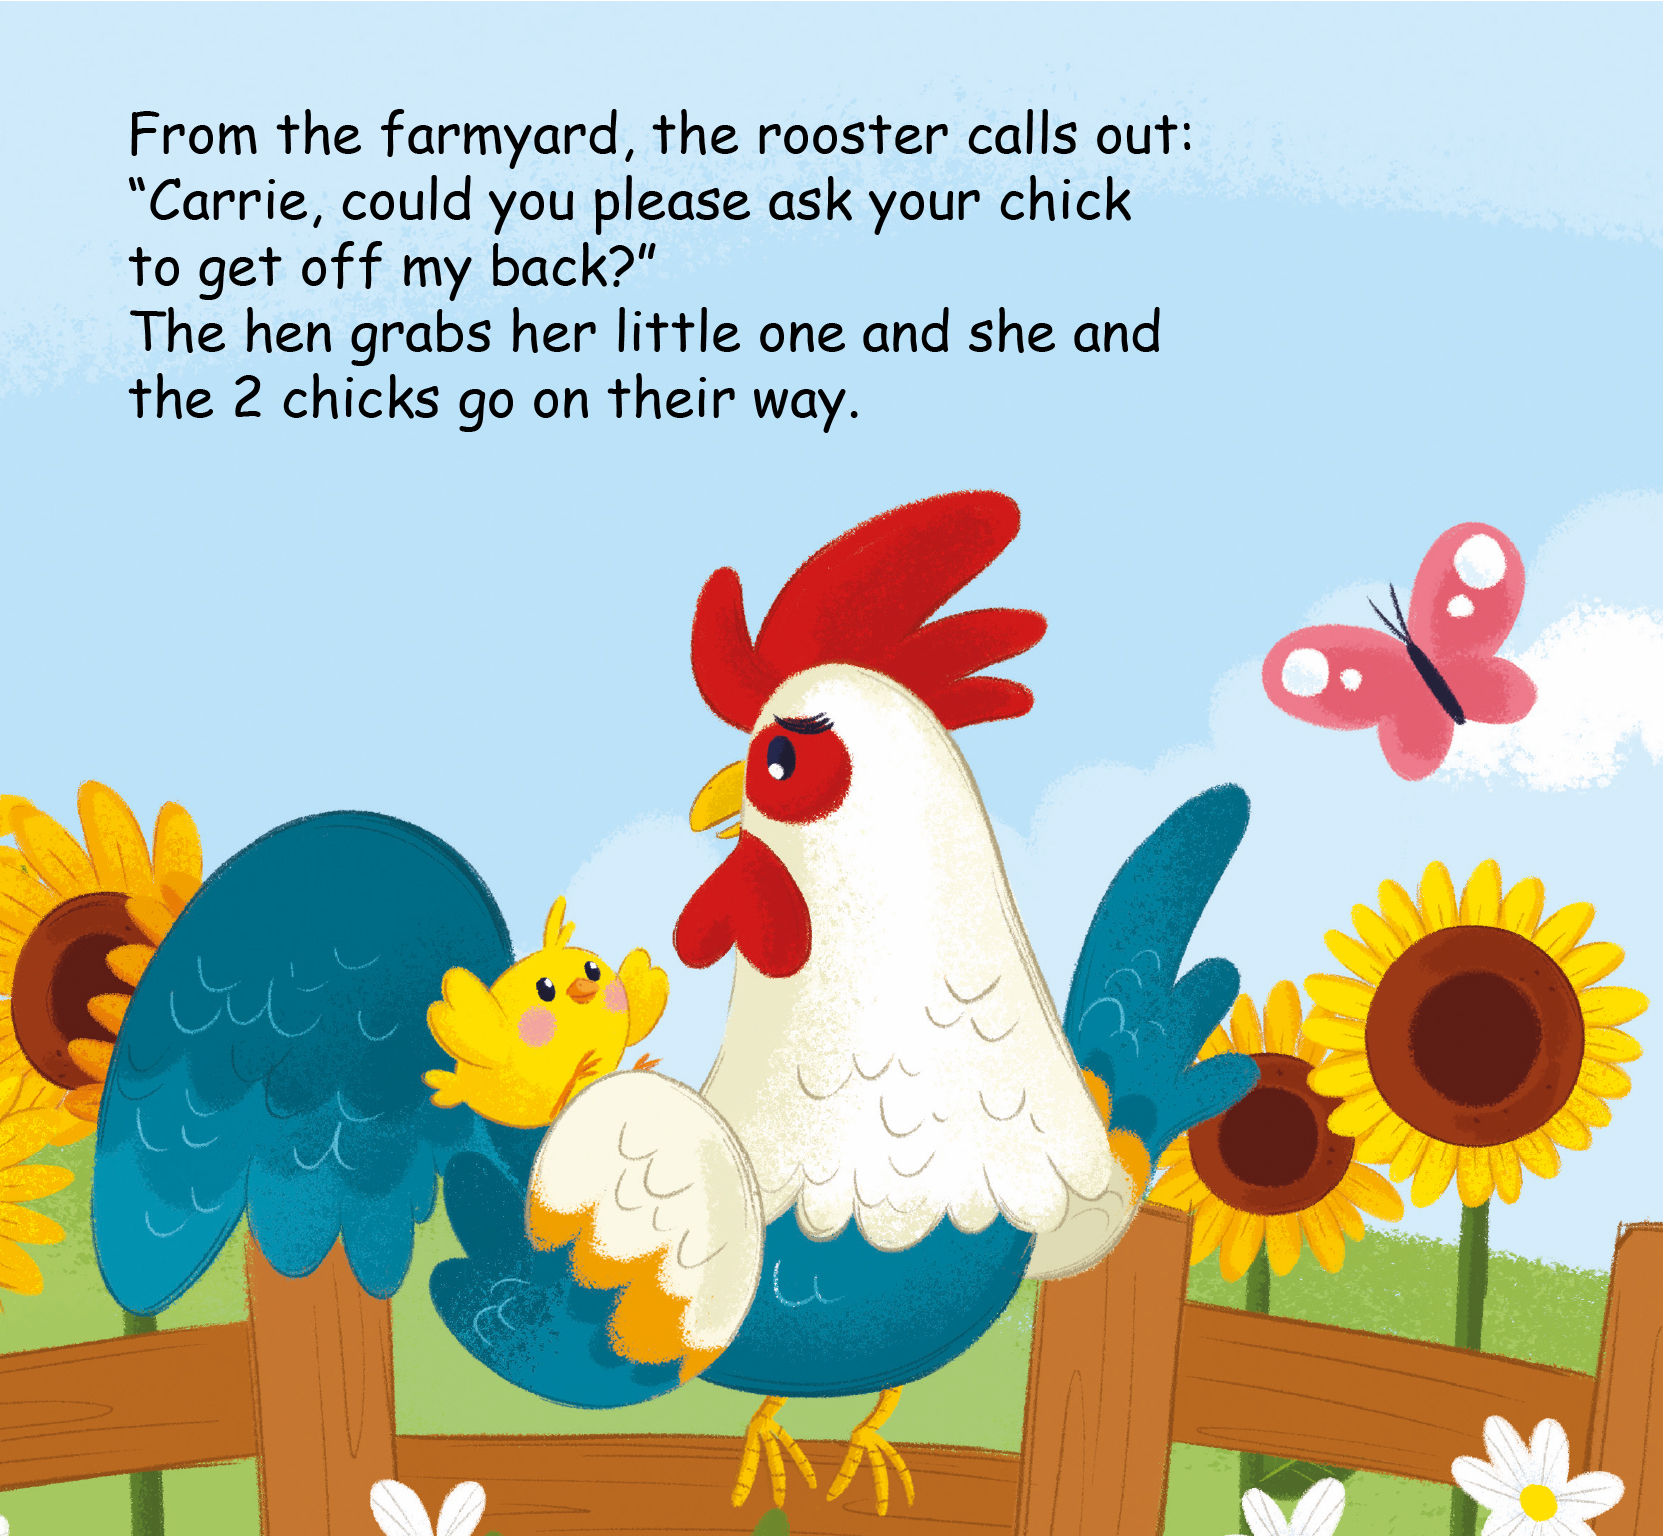 From the farmyard, the rooster calls out:
“Carrie, could you please ask your chick
to get off my back?”
The hen grabs her little one and she and
the 2 chicks go on their way.